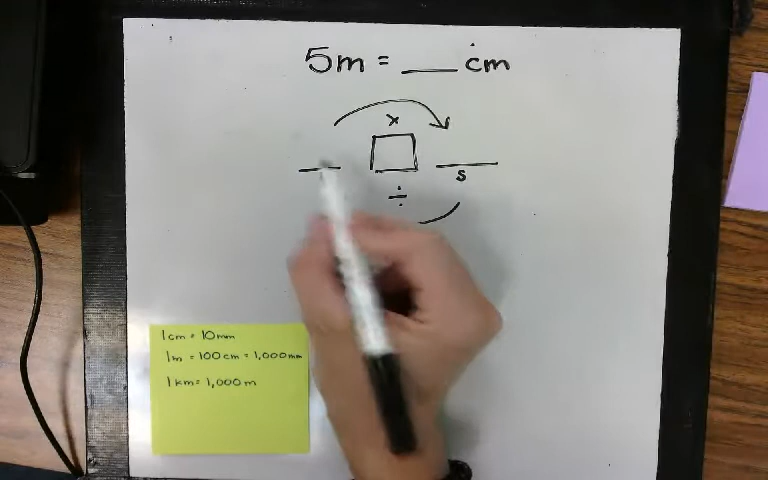 5m = ___ cm
×
s
÷
1cm = 10mm
1m = 100cm = 1,000mm
1km = 1,000m